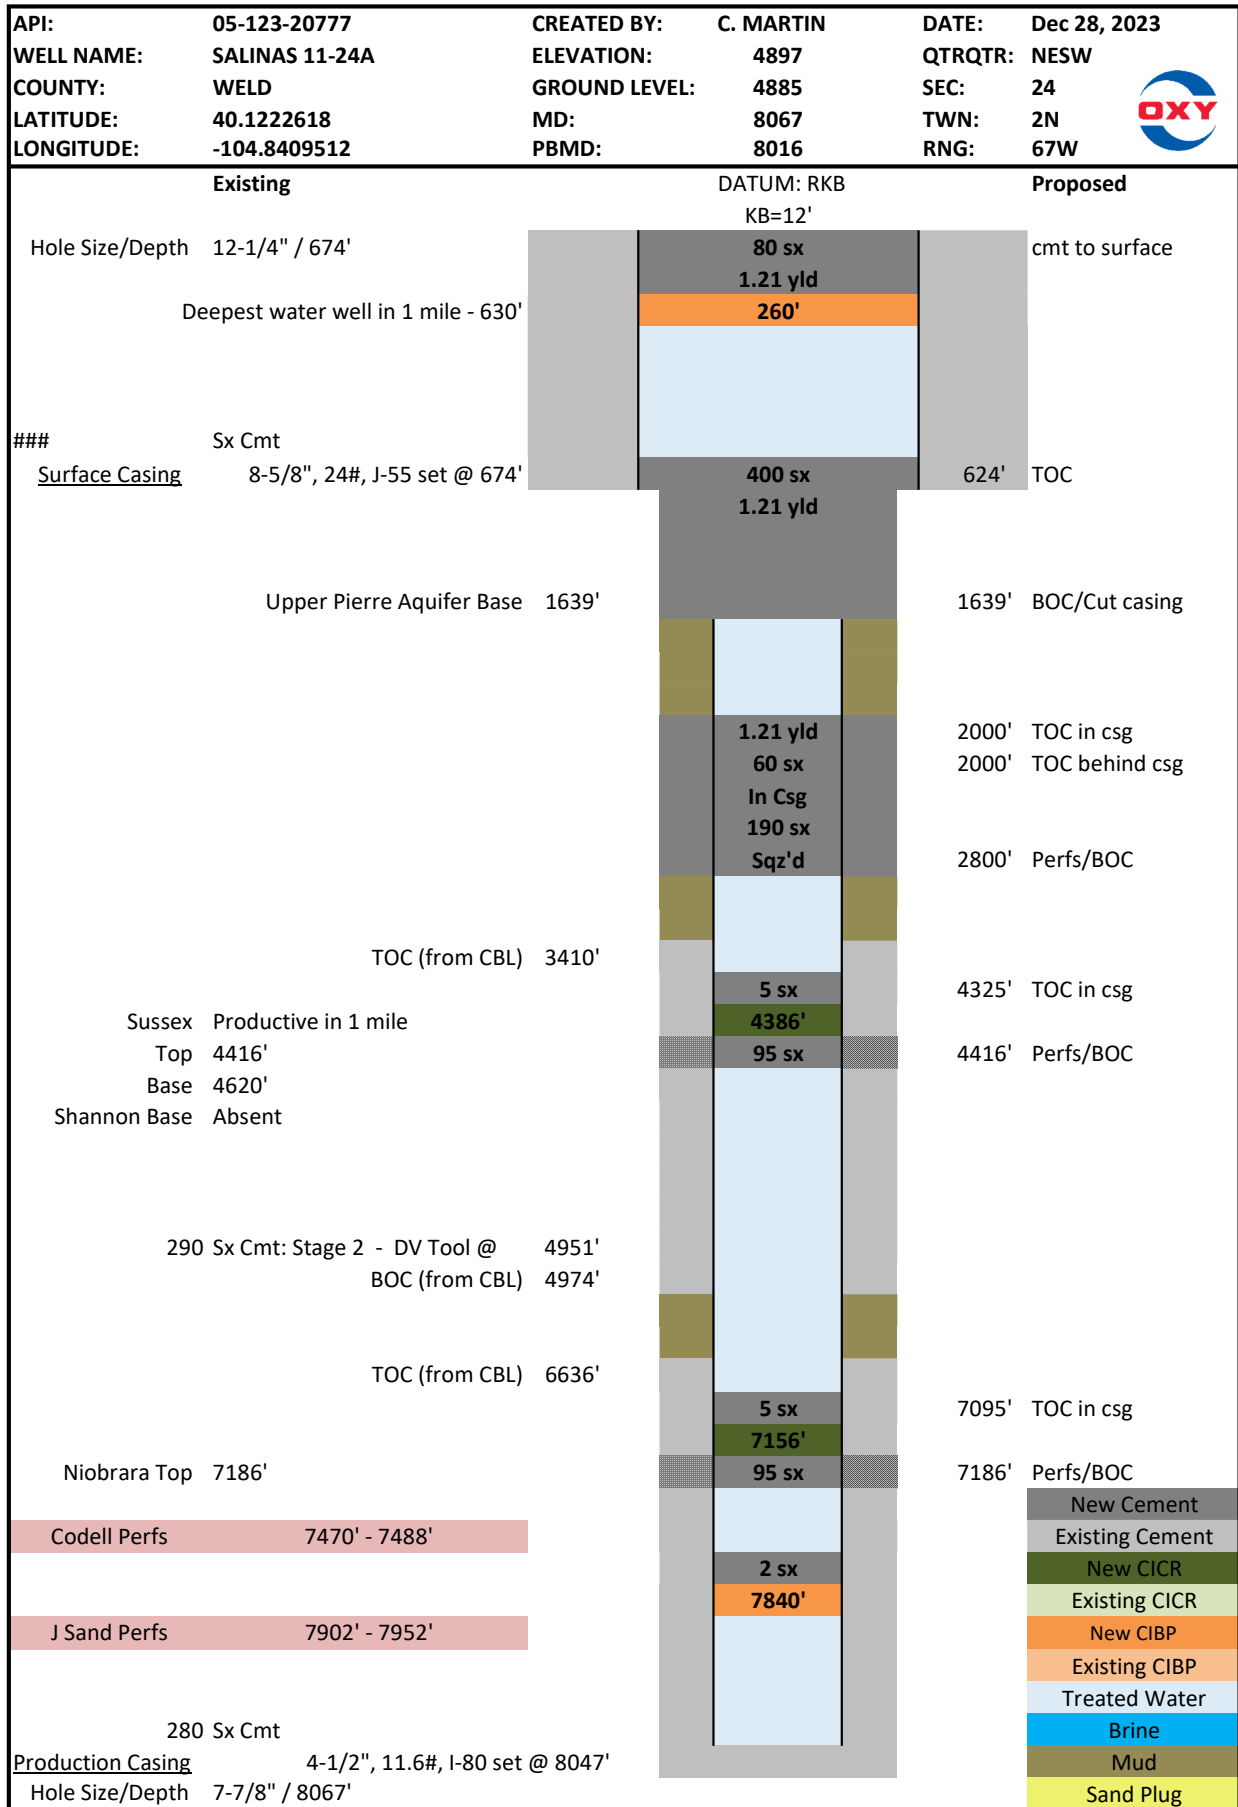 API: 05-123-20777 CREATED BY: C. MARTIN DATE: Dec 28, 2023
WELL NAME: SALINAS 11-24A ELEVATION: 4897 QTRQTR: NESW
COUNTY: WELD GROUND LEVEL: 4885 SEC: 24
OXY
LATITUDE: 40.1222618 MD: 8067 TWN: 2N
LONGITUDE: -104.8409512 PBMD: 8016 RNG: 67W
Existing DATUM: RKB Proposed
KB=12'
Hole Size/Depth 12-1/4" / 674' 80 sx cmt to surface
1.21 yld
Deepest water well in 1 mile - 630' 260'
### Sx Cmt
Surface Casing 8-5/8", 24#, J-55 set @ 674' 400 sx 624' TOC
1.21 yld
Upper Pierre Aquifer Base 1639' 1639' BOC/Cut casing
1.21 yld 2000' TOC in csg
60 sx 2000' TOC behind csg
In Csg
190 sx
Sqz'd 2800' Perfs/BOC
TOC (from CBL) 3410'
5 sx 4325' TOC in csg
Sussex Productive in 1 mile 4386'
Top 4416' 95 sx 4416' Perfs/BOC
Base 4620'
Shannon Base Absent
290 Sx Cmt: Stage 2 - DV Tool @ 4951'
BOC (from CBL) 4974'
TOC (from CBL) 6636'
5 sx 7095' TOC in csg
7156'
Niobrara Top 7186' 95 sx 7186' Perfs/BOC
New Cement
Codell Perfs 7470' - 7488' Existing Cement
2 sx New CICR
7840' Existing CICR
J Sand Perfs 7902' - 7952' New CIBP
Existing CIBP
Treated Water
280 Sx Cmt Brine
Production Casing 4-1/2", 11.6#, I-80 set @ 8047' Mud
Hole Size/Depth 7-7/8" / 8067' Sand Plug